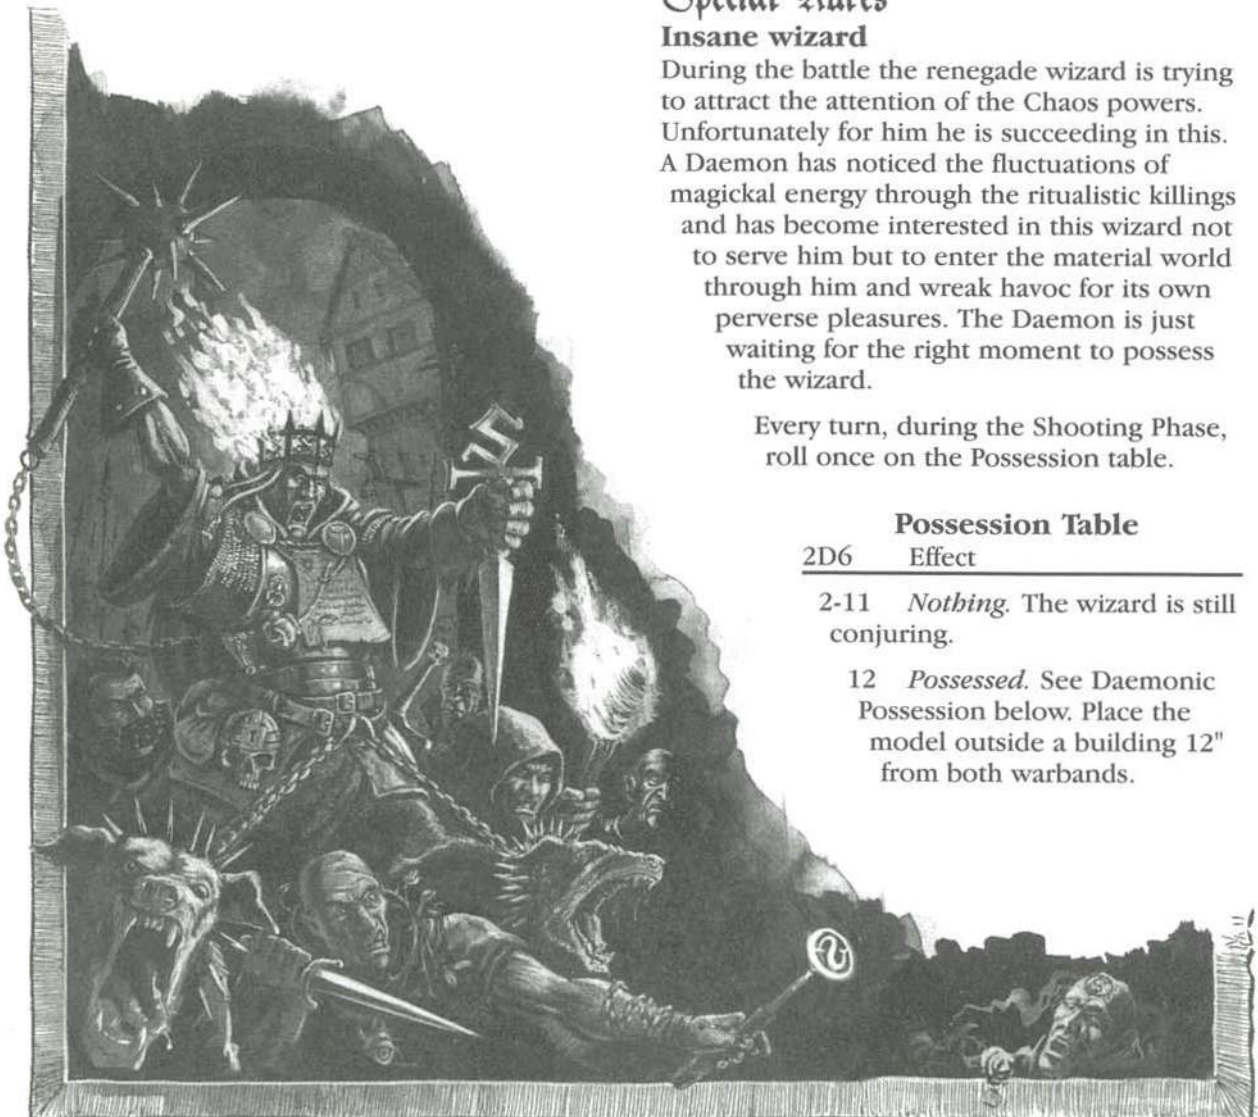 Special Rules
Insane wizard
During the battle the renegade wizard is trying
to attract the attention of the Chaos powers.
Unfortunately for him he is succeeding in this.
A Daemon has noticed the fluctuations of
magickal energy through the ritualistic killings
and has become interested in this wizard not
to serve him but to enter the material world
through him and wreak havoc for its own
perverse pleasures. The Daemon is just
waiting for the right moment to possess
the wizard.
Every turn, during the Shooting Phase,
roll once on the Possession table.
Possession Table
2D6 Effect
2-11 Nothing. The wizard is still
conjuring.
12 Possessed. See Daemonic
Possession below. Place the
model outside a building 12"
from both warbands.